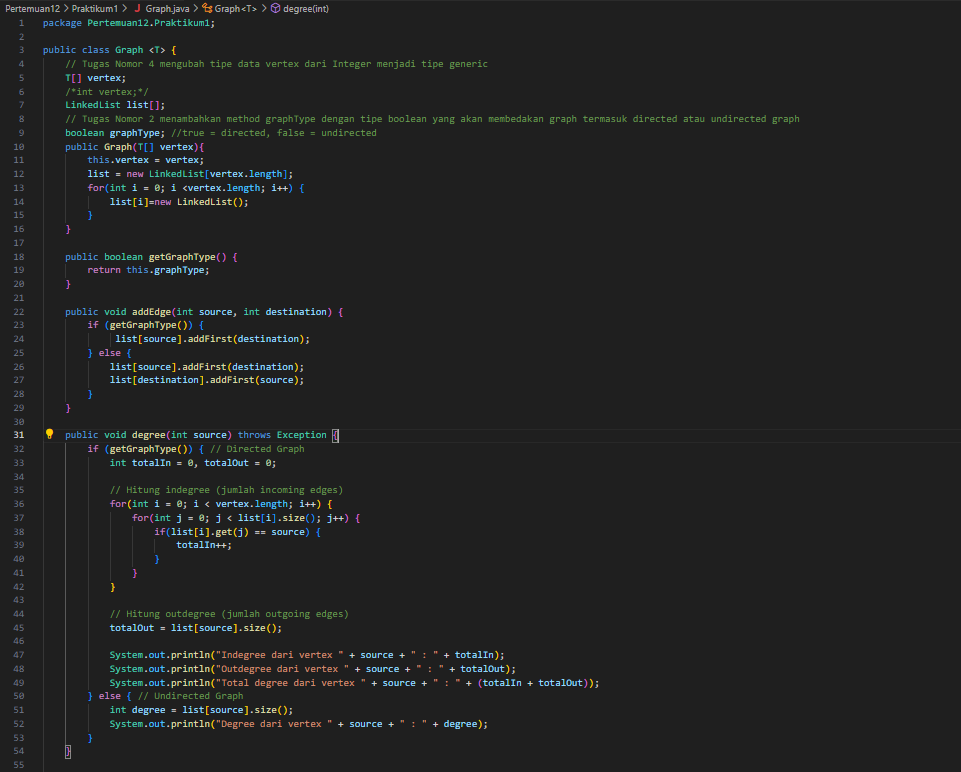 Pertemuan12 > Praktikum1 > J Graph.java > Graph<T> > degree(int)
1 package Pertemuan12.Praktikum1;
2
3 public class Graph <T> {
4 // Tugas Nomor 4 mengubah tipe data vertex dari Integer menjadi tipe generic
5 T[] vertex;
6 /*int vertex;*/
7 LinkedList list[];
8 // Tugas Nomor 2 menambahkan method graphType dengan tipe boolean yang akan membedakan graph termasuk directed atau undirected graph
9 boolean graphType; //true = directed, false = undirected
10 public Graph(T[] vertex){
11 this.vertex = vertex;
12 list = new LinkedList[vertex.length];
13 for(int i = 0; i <vertex.length; i++) {
14 list[i]=new LinkedList();
15 }
16 }
17
18 public boolean getGraphType() {
19 return this.graphType;
20 }
21
22 public void addEdge(int source, int destination) {
23 if (getGraphType()) {
24 list[source].addFirst(destination);
25 } else {
26 list[source].addFirst(destination);
27 list[destination].addFirst(source);
28 }
29 }
30
31 public void degree(int source) throws Exception {
32 if (getGraphType()) { // Directed Graph
33 int totalIn = 0, totalOut = 0;
34
35 // Hitung indegree (jumlah incoming edges)
36 for(int i = 0; i < vertex.length; i++) {
37 for(int j = 0; j < list[i].size(); j++) {
38 if(list[i].get(j) == source) {
39 totalIn++;
40 }
41 }
42 }
43
44 // Hitung outdegree (jumlah outgoing edges)
45 totalOut = list[source].size();
46
47 System.out.println("Indegree dari vertex " + source + " : " + totalIn);
48 System.out.println("Outdegree dari vertex " + source + " : " + totalOut);
49 System.out.println("Total degree dari vertex " + source + " : " + (totalIn + totalOut));
50 } else { // Undirected Graph
51 int degree = list[source].size();
52 System.out.println("Degree dari vertex " + source + " : " + degree);
53 }
54 }
55